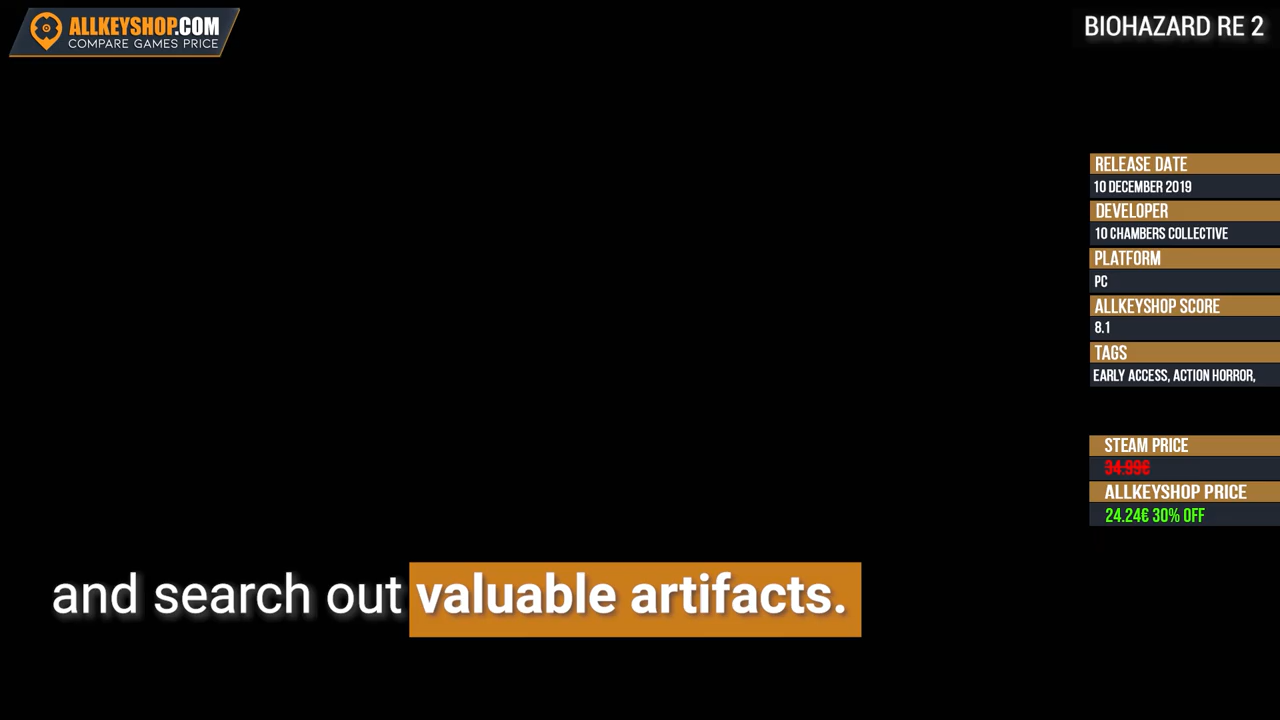 ALLKEYSHOP.COM
COMPARE GAMES PRICE
BIOHAZARD RE 2
RELEASE DATE
10 DECEMBER 2019
DEVELOPER
10 CHAMBERS COLLECTIVE
PLATFORM
PC
ALLKEYSHOP SCORE
8.1
TAGS
EARLY ACCESS, ACTION HORROR,
STEAM PRICE
34.99€
ALLKEYSHOP PRICE
24.24€ 30% OFF
and search out valuable artifacts.